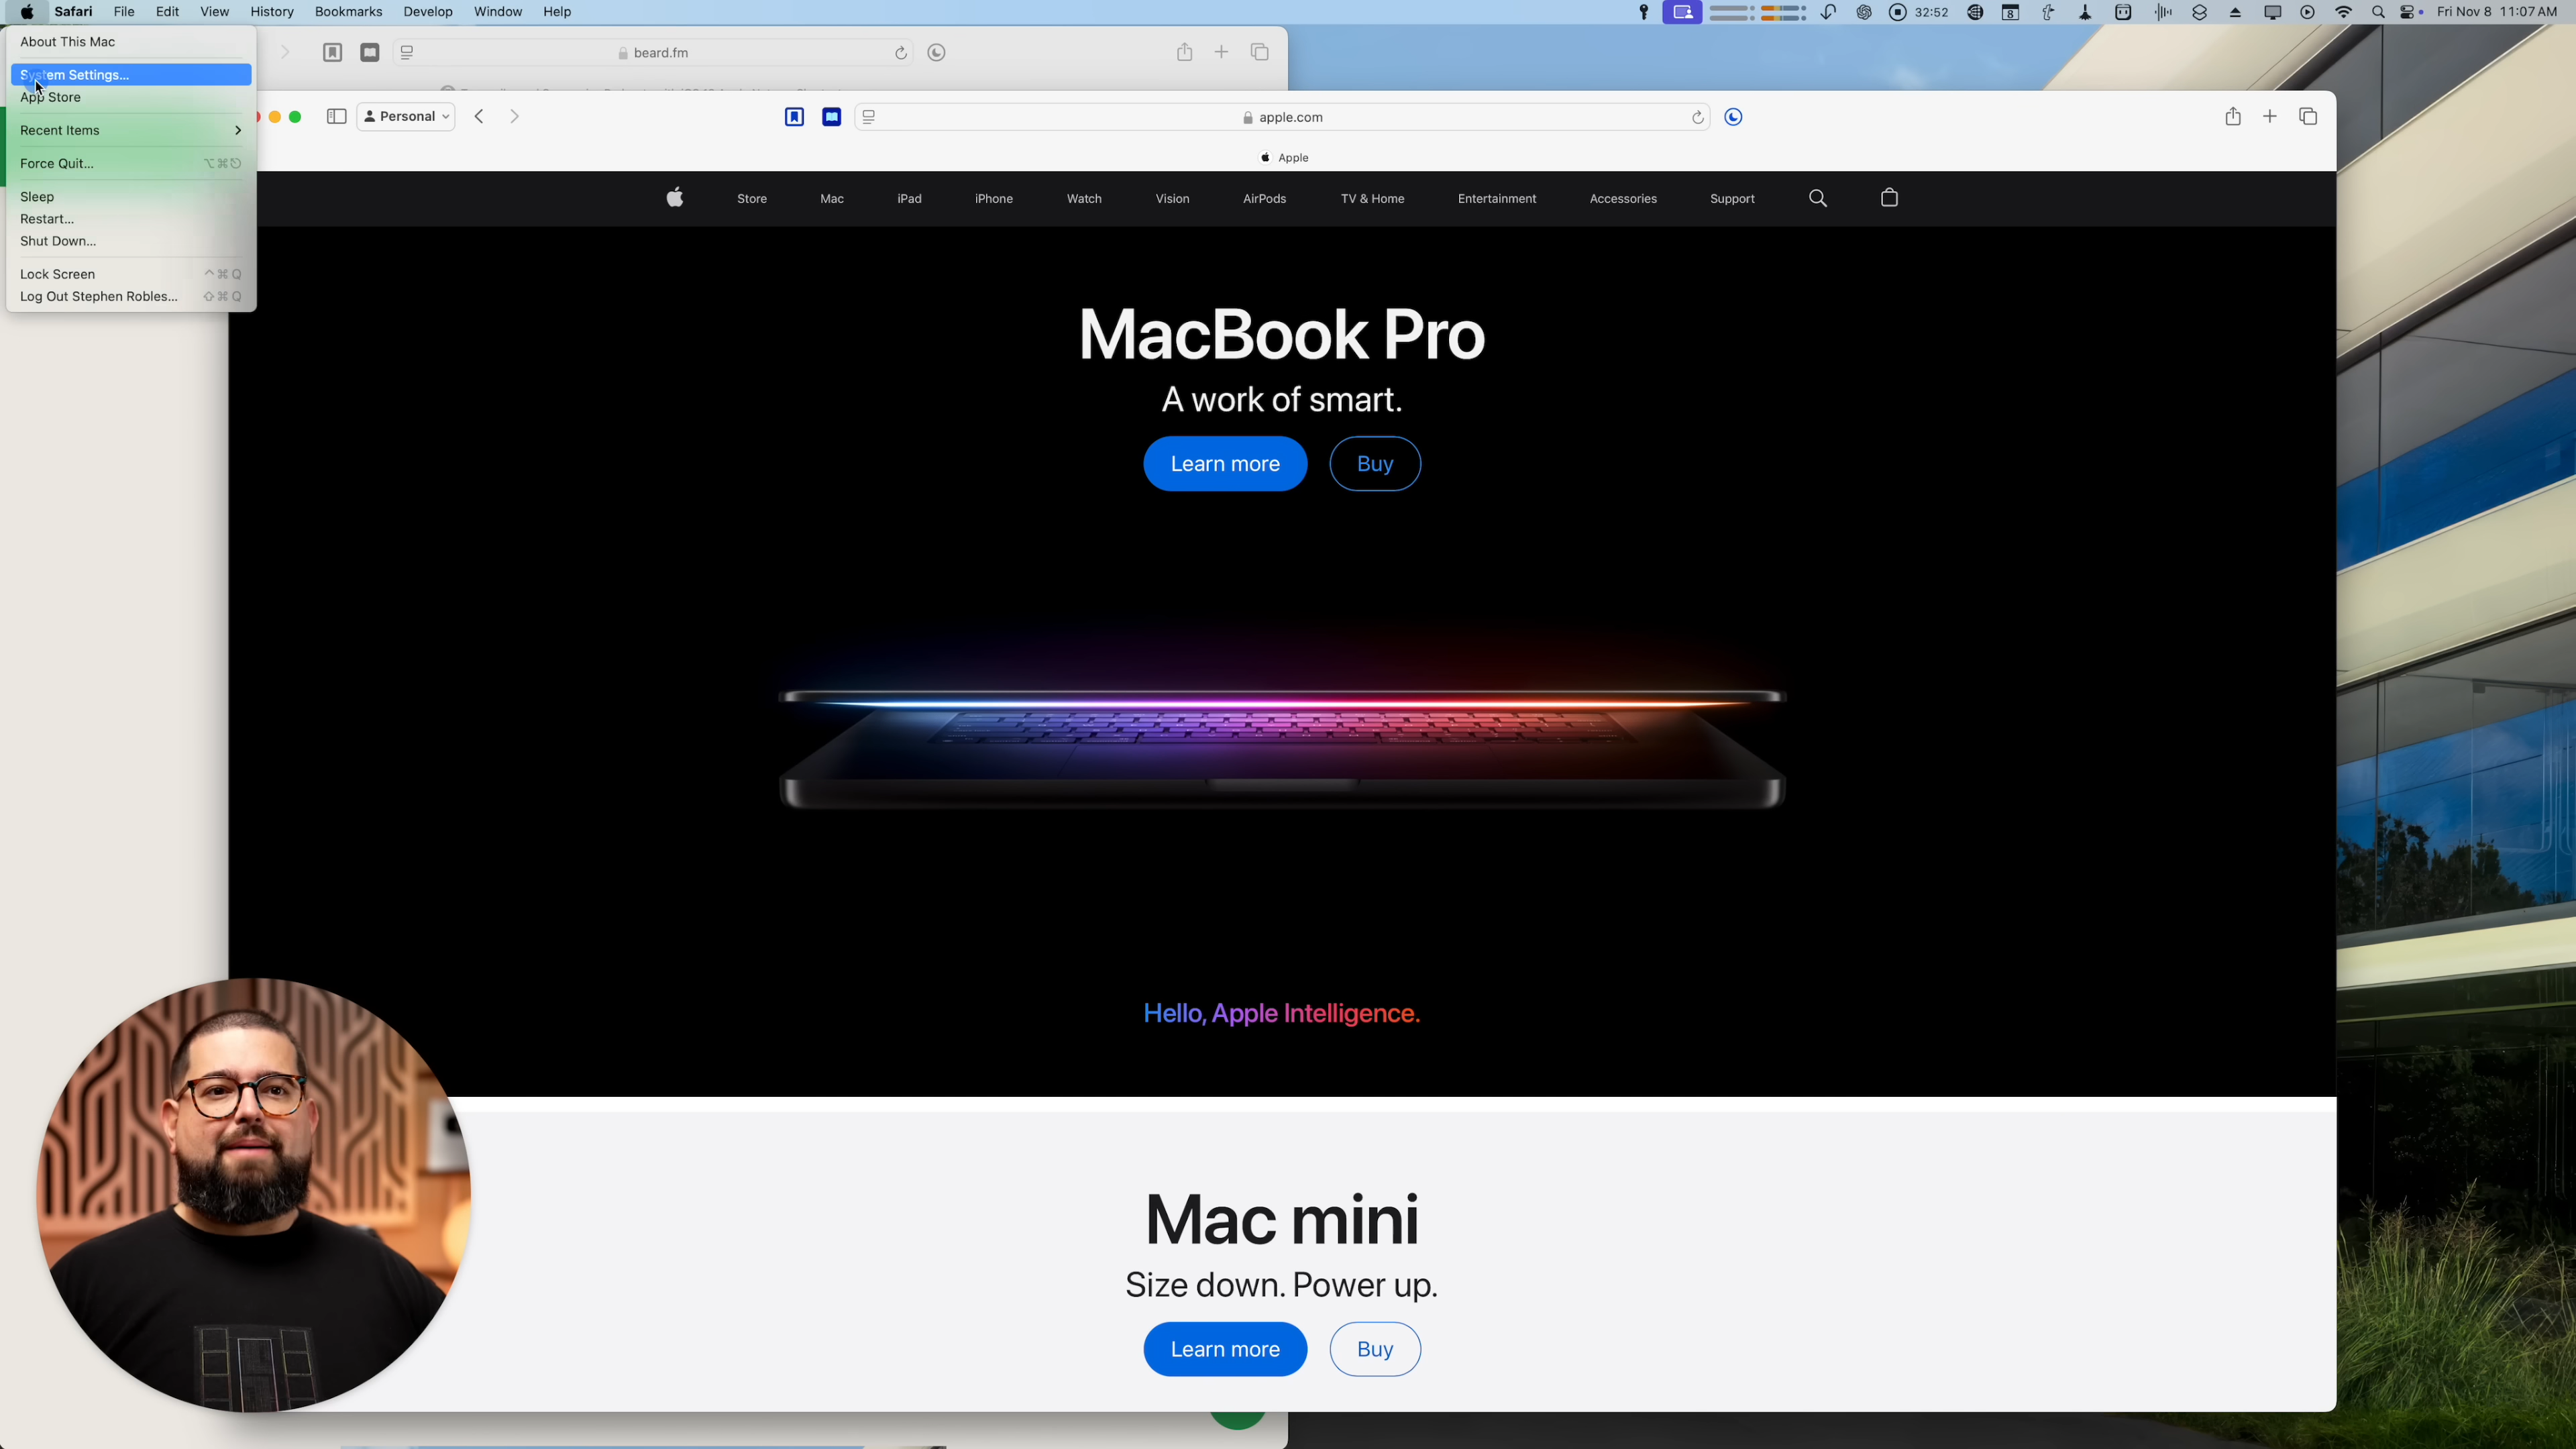 Safari File Edit View History Bookmarks Develop Window Help
8 32:52 Fri Nov 8 11:07 AM
About This Mac
System Settings...
App Store
Recent Items
Force Quit... ⌥⌘⎋
Sleep
Restart...
Shut Down...
Lock Screen ^⌘Q
Log Out Stephen Robles... ⇧⌘Q
beard.fm
Personal
apple.com
Apple
Store Mac iPad iPhone Watch Vision AirPods TV & Home Entertainment Accessories Support
MacBook Pro
A work of smart.
Learn more Buy
Hello, Apple Intelligence.
Mac mini
Size down. Power up.
Learn more Buy